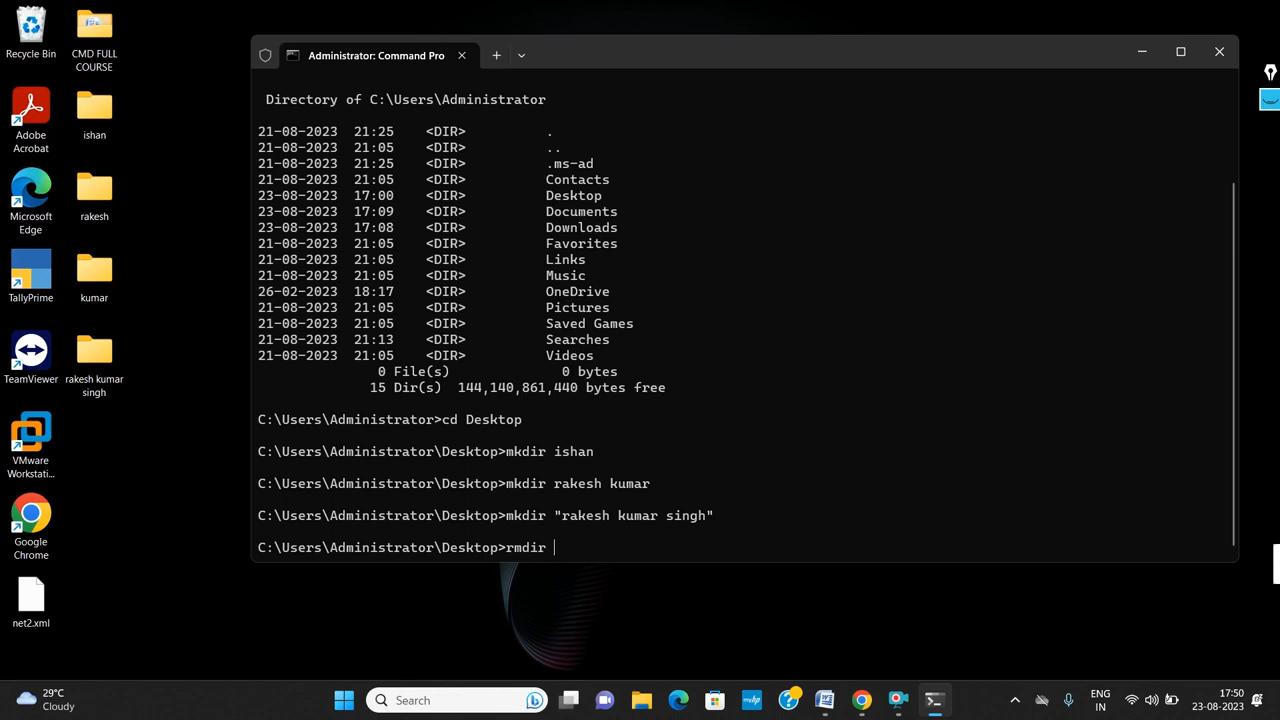 Recycle Bin
CMD FULL
COURSE
Adobe
Acrobat
ishan
Microsoft
Edge
rakesh
TallyPrime
kumar
TeamViewer
rakesh kumar
singh
VMware
Workstati...
Google
Chrome
net2.xml
Administrator: Command Pro
Directory of C:\Users\Administrator
21-08-2023  21:25    <DIR>          .
21-08-2023  21:05    <DIR>          ..
21-08-2023  21:25    <DIR>          .ms-ad
21-08-2023  21:05    <DIR>          Contacts
23-08-2023  17:00    <DIR>          Desktop
23-08-2023  17:09    <DIR>          Documents
23-08-2023  17:08    <DIR>          Downloads
21-08-2023  21:05    <DIR>          Favorites
21-08-2023  21:05    <DIR>          Links
21-08-2023  21:05    <DIR>          Music
26-02-2023  18:17    <DIR>          OneDrive
21-08-2023  21:05    <DIR>          Pictures
21-08-2023  21:05    <DIR>          Saved Games
21-08-2023  21:13    <DIR>          Searches
21-08-2023  21:05    <DIR>          Videos
0 File(s)              0 bytes
15 Dir(s)  144,140,861,440 bytes free
C:\Users\Administrator>cd Desktop
C:\Users\Administrator\Desktop>mkdir ishan
C:\Users\Administrator\Desktop>mkdir rakesh kumar
C:\Users\Administrator\Desktop>mkdir "rakesh kumar singh"
C:\Users\Administrator\Desktop>rmdir
29°C
Cloudy
Search
ENG
IN
17:50
23-08-2023